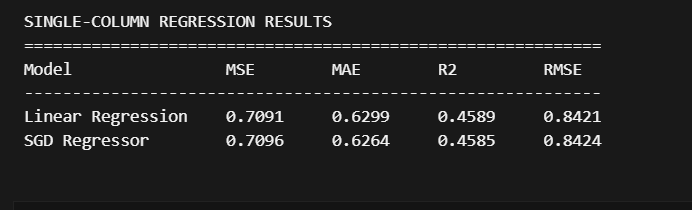 SINGLE-COLUMN REGRESSION RESULTS
============================================================
Model                MSE        MAE        R2         RMSE
------------------------------------------------------------
Linear Regression    0.7091     0.6299     0.4589     0.8421
SGD Regressor        0.7096     0.6264     0.4585     0.8424